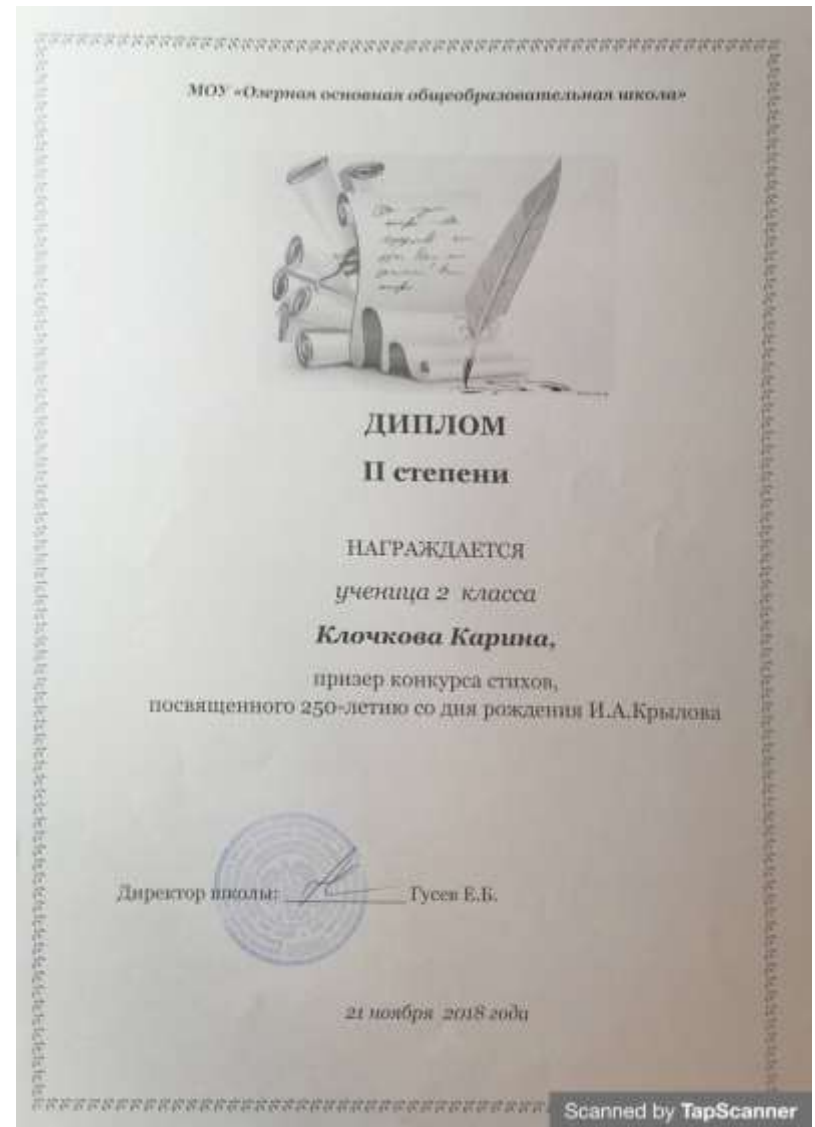 МОУ «Озерная основная общеобразовательная школа»
ДИПЛОМ
II степени
НАГРАЖДАЕТСЯ
ученица 2 класса
Клочкова Карина,
призер конкурса стихов,
посвященного 250-летию со дня рождения И.А.Крылова
Директор школы: Гусев Е.Б.
21 ноября 2018 года
Scanned by TapScanner